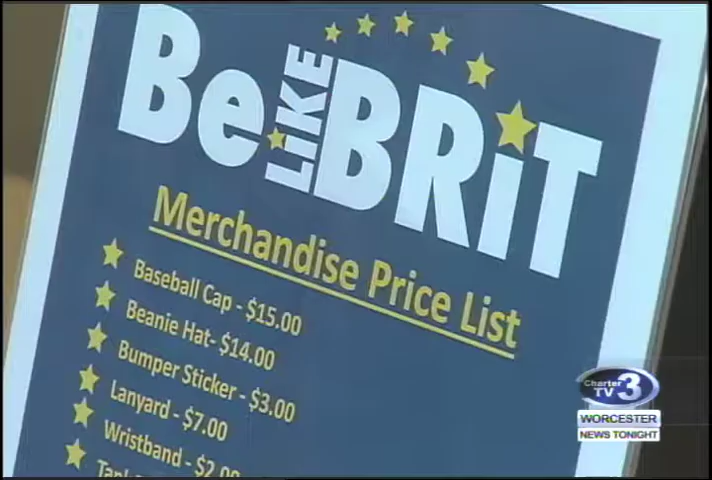 Be LiKE BRiT
Merchandise Price List
Baseball Cap - $15.00
Beanie Hat- $14.00
Bumper Sticker - $3.00
Lanyard - $7.00
Wristband - $2.00
Charter
TV 3
WORCESTER
NEWS TONIGHT